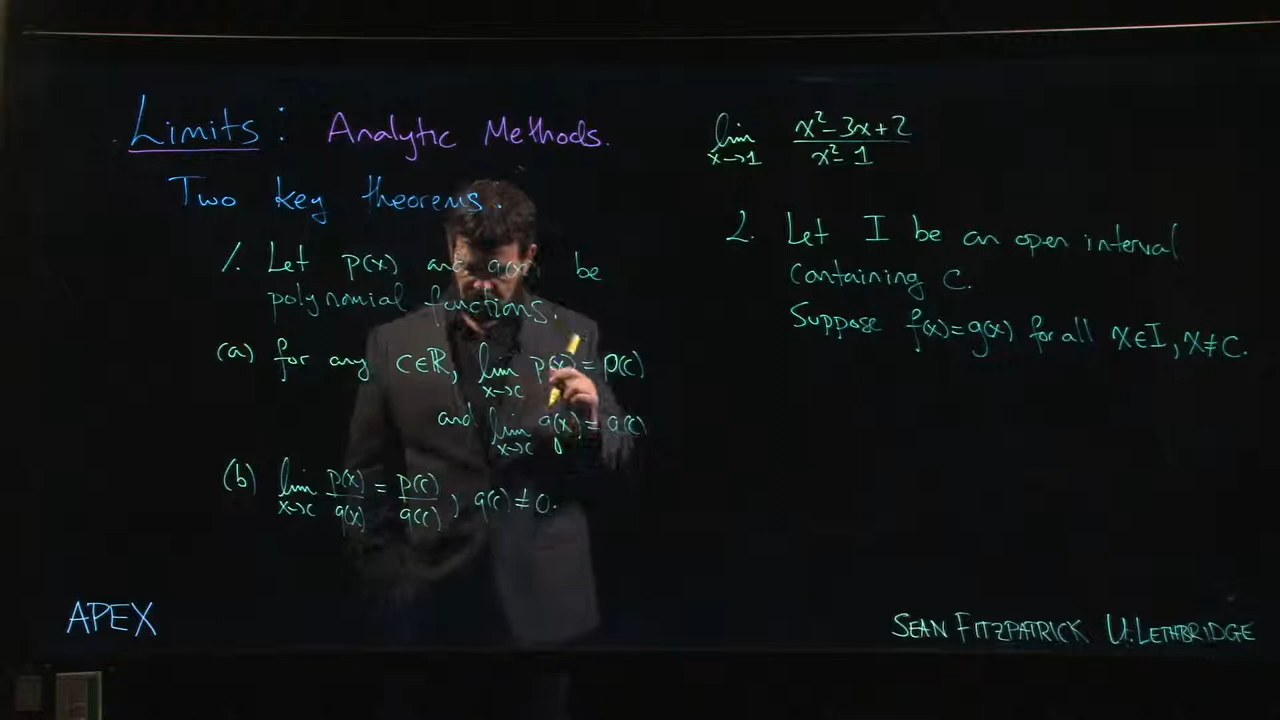 Limits: Analytic Methods.
Two key theorems.
1. Let p(x) and q(x) be
polynomial functions.
(a) for any c∈ℝ, lim x→c p(x) = p(c)
and lim x→c q(x) = q(c)
(b) lim x→c p(x)/q(x) = p(c)/q(c), q(c) ≠ 0.
lim x→1 (x²-3x+2)/(x²-1)
2. Let I be an open interval
containing c.
Suppose f(x)=g(x) for all x∈I, x≠c.
APEX
SEAN FITZPATRICK U. LETHBRIDGE